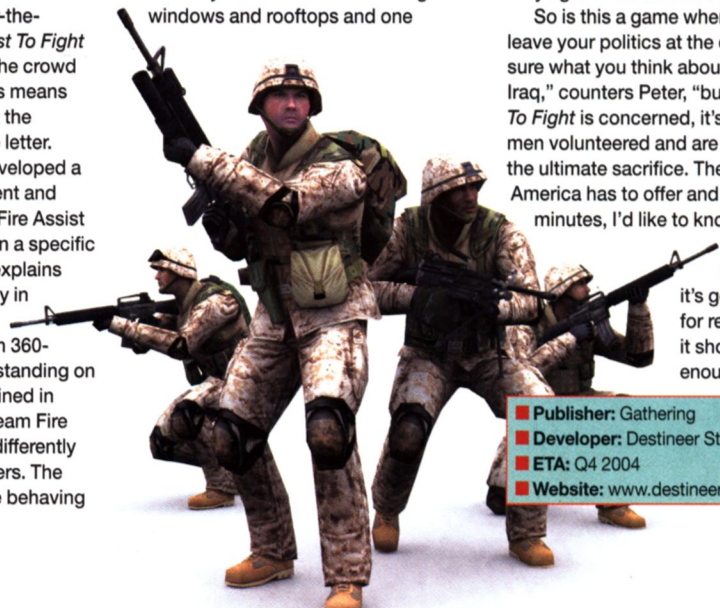 -the-
st To Fight
he crowd
s means
the
letter.
veloped a
ent and
Fire Assist
n a specific
explains
y in
n 360-
standing on
ined in
eam Fire
differently
ers. The
e behaving
windows and rooftops and one
So is this a game whe
leave your politics at the
sure what you think abou
Iraq," counters Peter, "bu
To Fight is concerned, it's
men volunteered and are
the ultimate sacrifice. The
America has to offer and
minutes, I'd like to kno
it's g
for re
it sho
enou
Publisher: Gathering
Developer: Destineer St
ETA: Q4 2004
Website: www.destineer